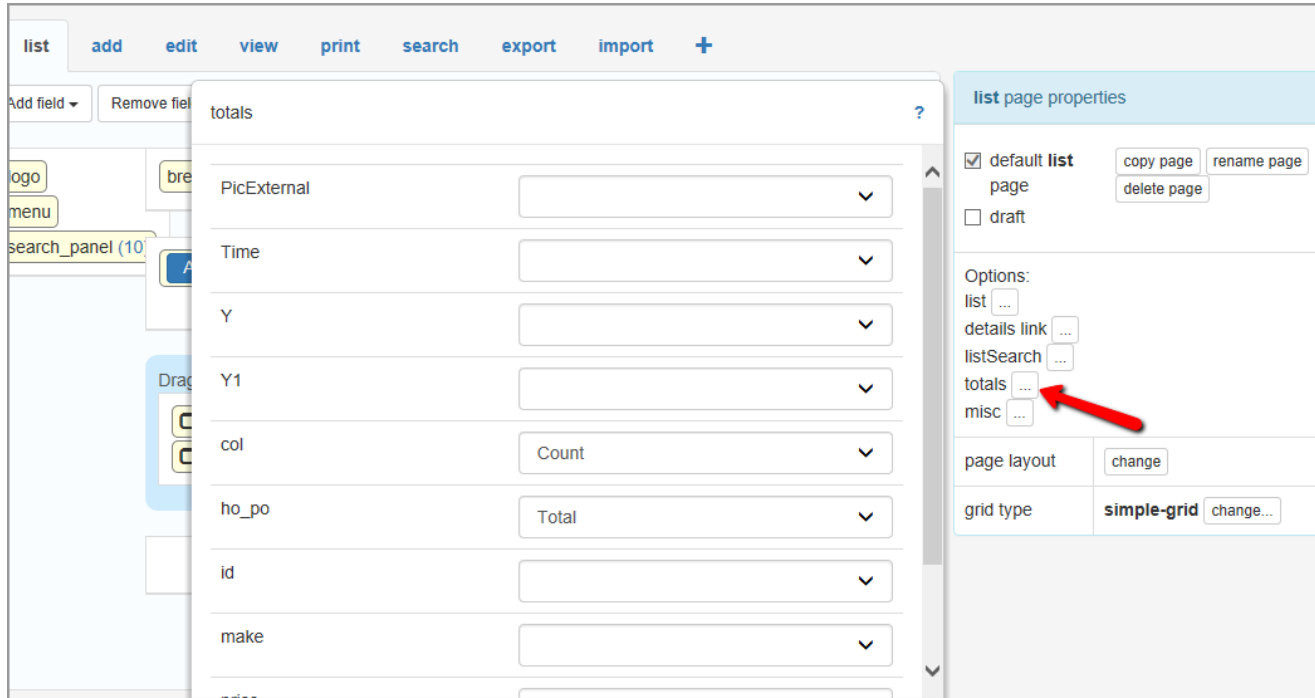 list add edit view print search export import +
Add field Remove fiel
logo
menu
search_panel (10)
bre
A
Drag
totals ?
PicExternal
Time
Y
Y1
col Count
ho_po Total
id
make
price
list page properties
default list copy page rename page
page delete page
draft
Options:
list ...
details link ...
listSearch ...
totals ...
misc ...
page layout change
grid type simple-grid change...